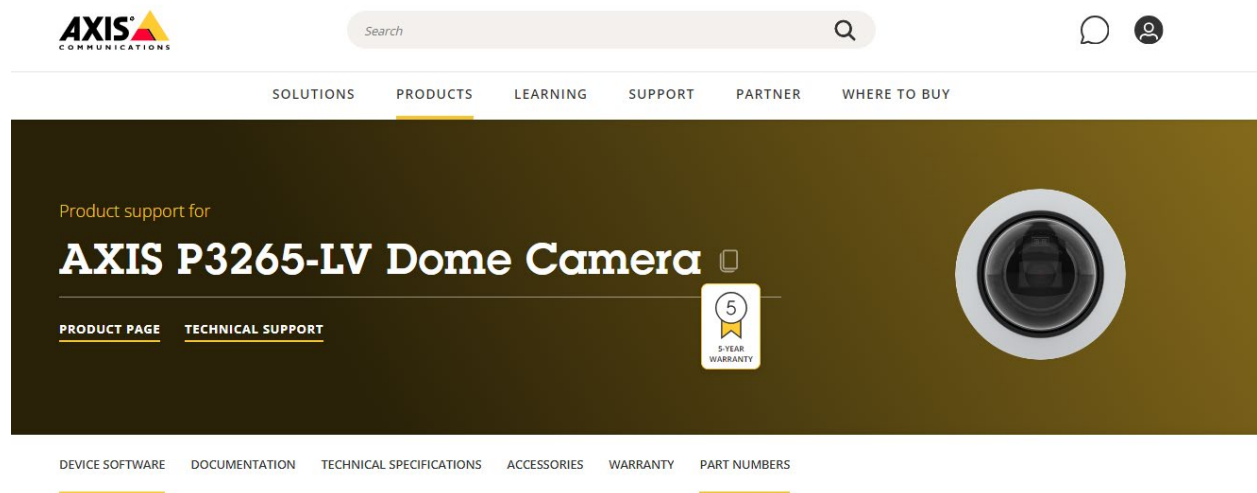 AXIS
COMMUNICATIONS
Search
SOLUTIONS PRODUCTS LEARNING SUPPORT PARTNER WHERE TO BUY
Product support for
AXIS P3265-LV Dome Camera
5
5-YEAR
WARRANTY
PRODUCT PAGE TECHNICAL SUPPORT
DEVICE SOFTWARE DOCUMENTATION TECHNICAL SPECIFICATIONS ACCESSORIES WARRANTY PART NUMBERS